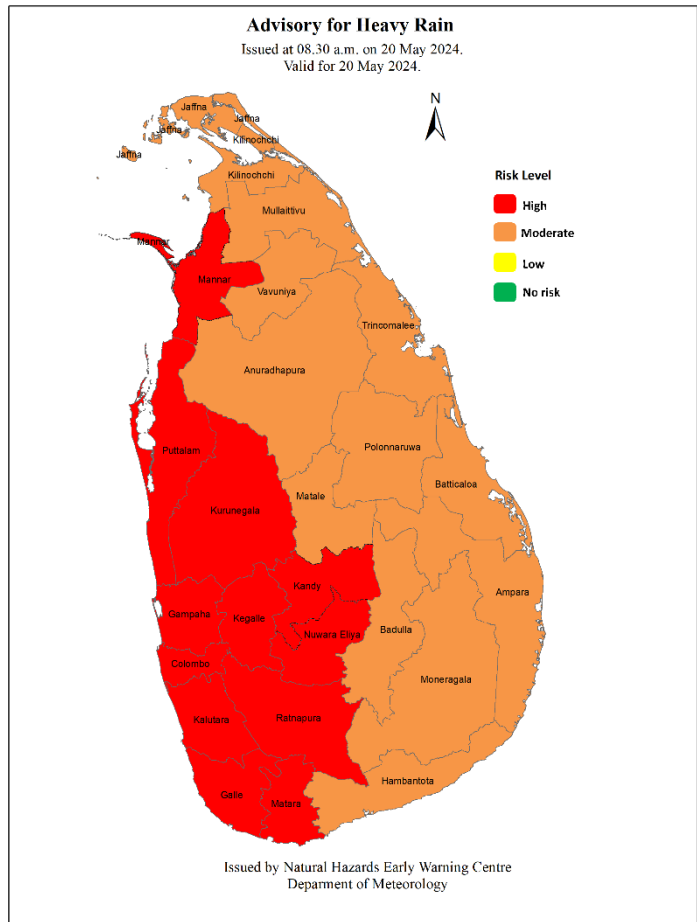 Advisory for Heavy Rain
Issued at 08.30 a.m. on 20 May 2024.
Valid for 20 May 2024.
N
Jaffna
Jaffna
Jaffna
Kilinochchi
Jaffna
Kilinochchi
Mullaittivu
Mannar
Mannar
Vavuniya
Trincomalee
Anuradhapura
Polonnaruwa
Puttalam
Batticaloa
Matale
Kurunegala
Kandy
Ampara
Gampaha
Kegalle
Nuwara Eliya
Badulla
Colombo
Moneragala
Kalutara
Ratnapura
Hambantota
Galle
Matara
Risk Level
High
Moderate
Low
No risk
Issued by Natural Hazards Early Warning Centre
Deparment of Meteorology